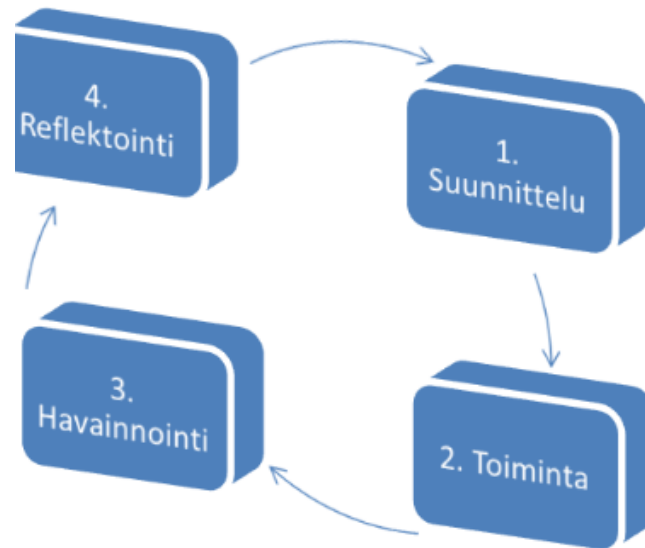 4.
Reflektointi
1.
Suunnittelu
3.
Havainnointi
2. Toiminta